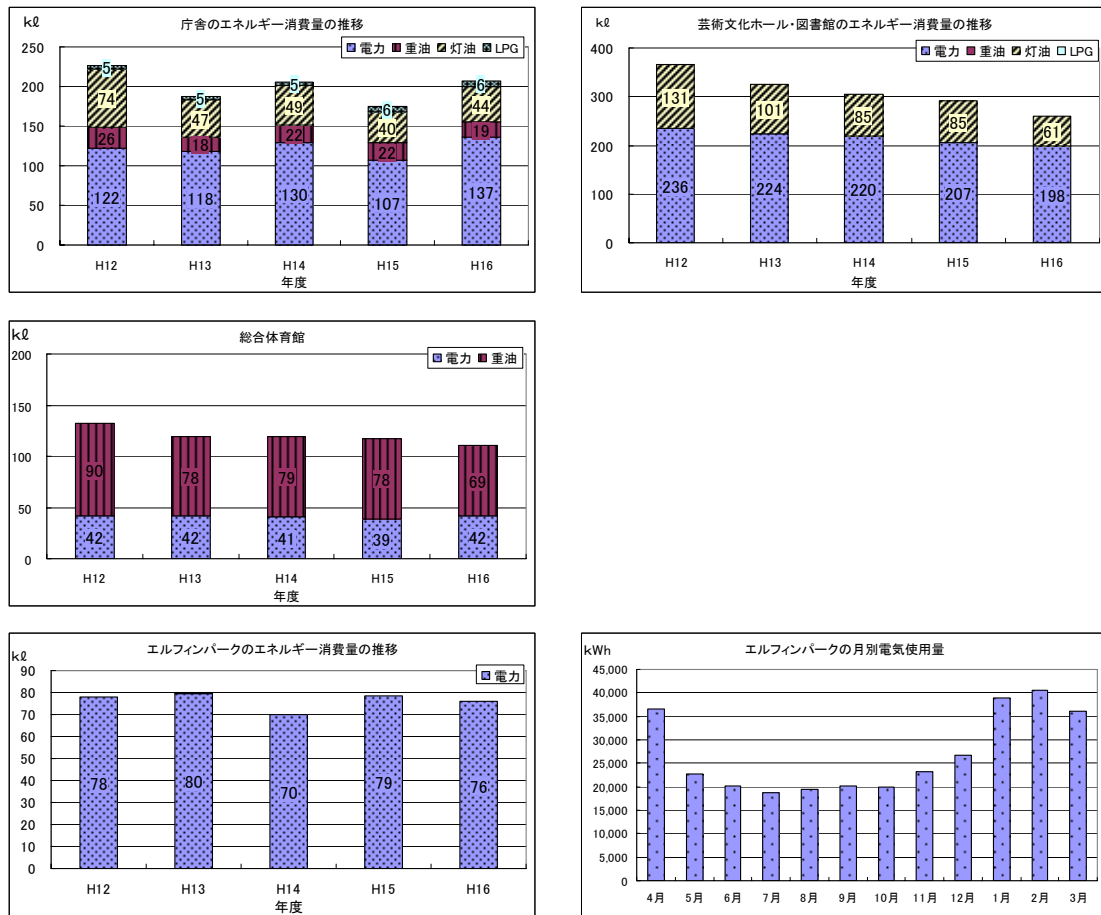 庁舎のエネルギー消費量の推移
kℓ
電力 重油 灯油 LPG
250
200
150
100
50
0
5 5 5 6 6
74 47 49 40 44
26 18 22 22 19
122 118 130 107 137
H12 H13 H14 H15 H16
年度
芸術文化ホール・図書館のエネルギー消費量の推移
kℓ
電力 重油 灯油 LPG
400
300
200
100
0
131 101 85 85 61
236 224 220 207 198
H12 H13 H14 H15 H16
年度
総合体育館
kℓ
電力 重油
200
150
100
50
0
90 78 79 78 69
42 42 41 39 42
H12 H13 H14 H15 H16
年度
エルフィンパークのエネルギー消費量の推移
kℓ
電力
90
80
70
60
50
40
30
20
10
0
78 80 70 79 76
H12 H13 H14 H15 H16
年度
エルフィンパークの月別電気使用量
kWh
45,000
40,000
35,000
30,000
25,000
20,000
15,000
10,000
5,000
0
4月 5月 6月 7月 8月 9月 10月 11月 12月 1月 2月 3月